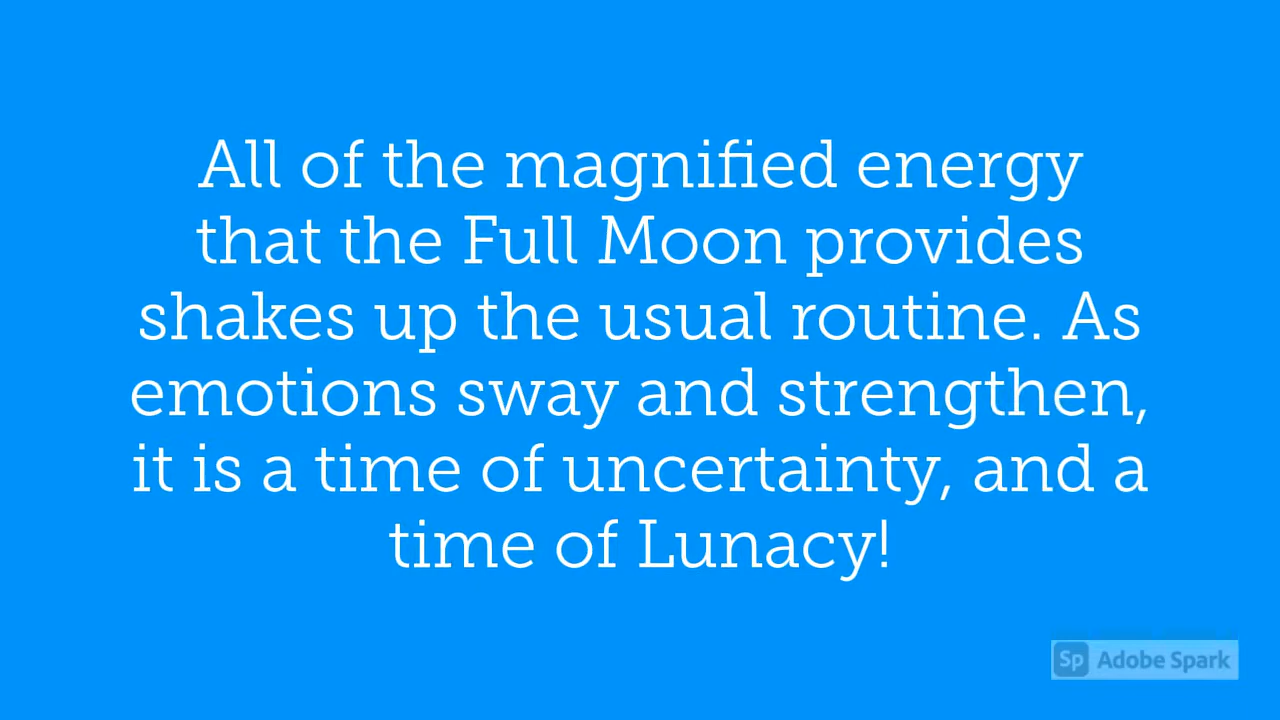 All of the magnified energy
that the Full Moon provides
shakes up the usual routine. As
emotions sway and strengthen,
it is a time of uncertainty, and a
time of Lunacy!
Sp Adobe Spark